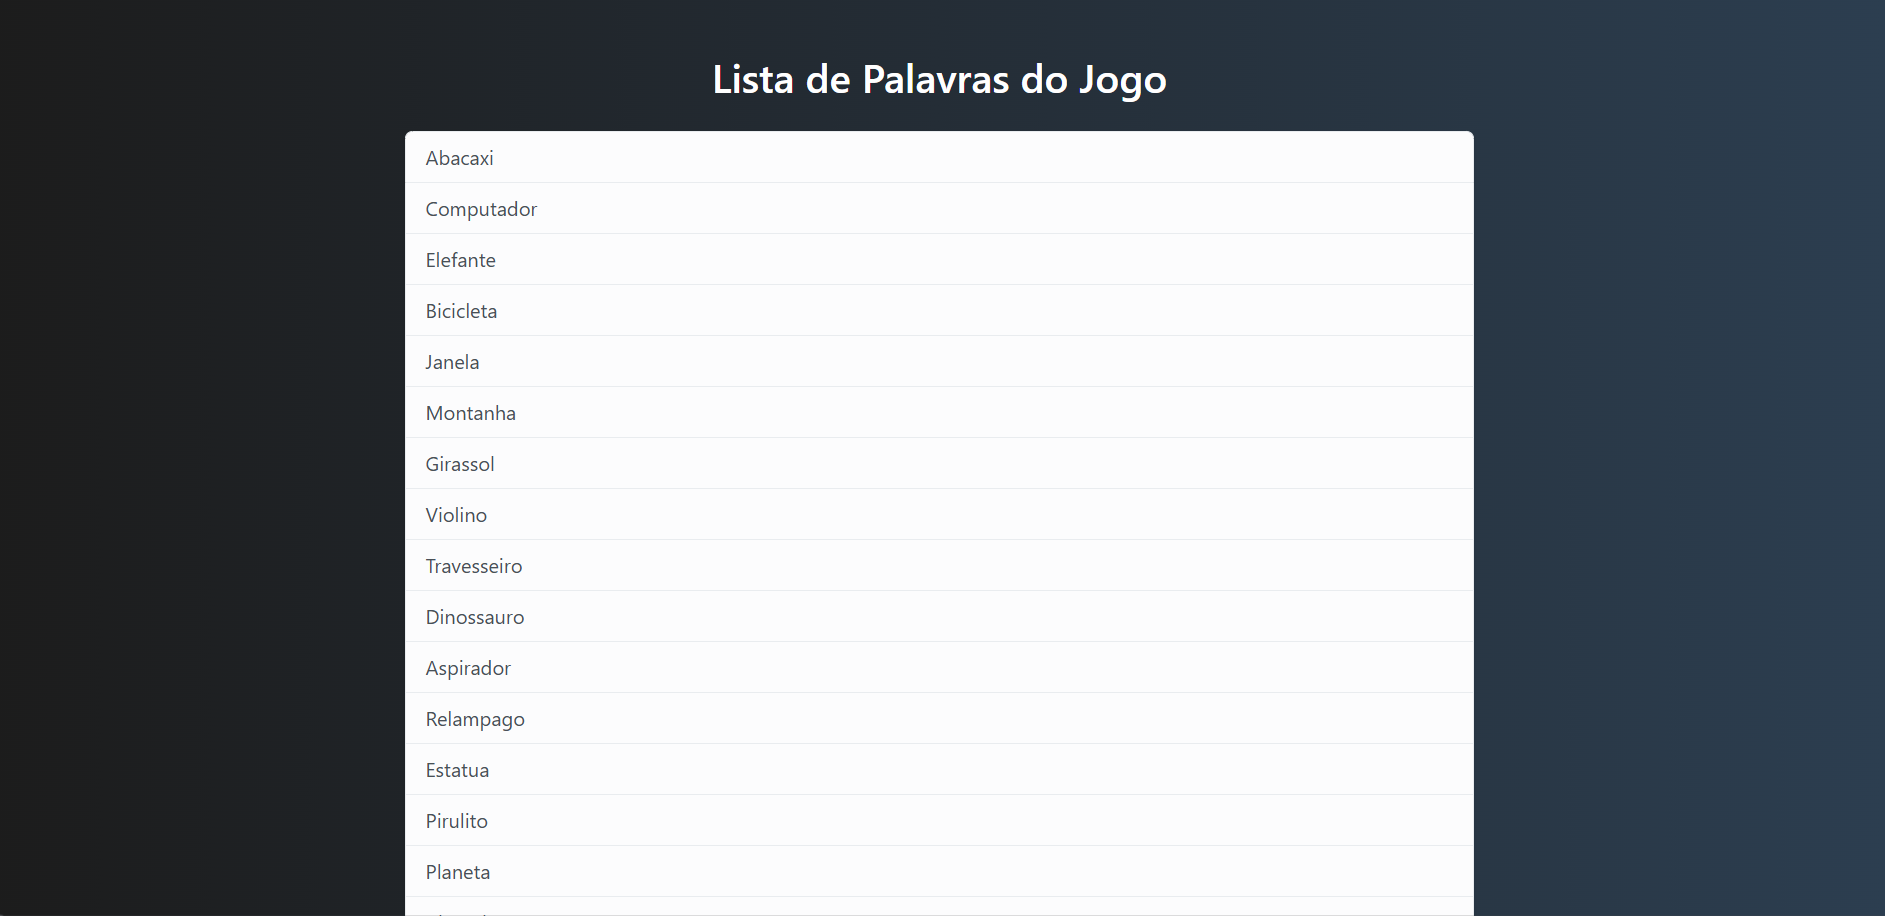 Lista de Palavras do Jogo
Abacaxi
Computador
Elefante
Bicicleta
Janela
Montanha
Girassol
Violino
Travesseiro
Dinossauro
Aspirador
Relampago
Estatua
Pirulito
Planeta